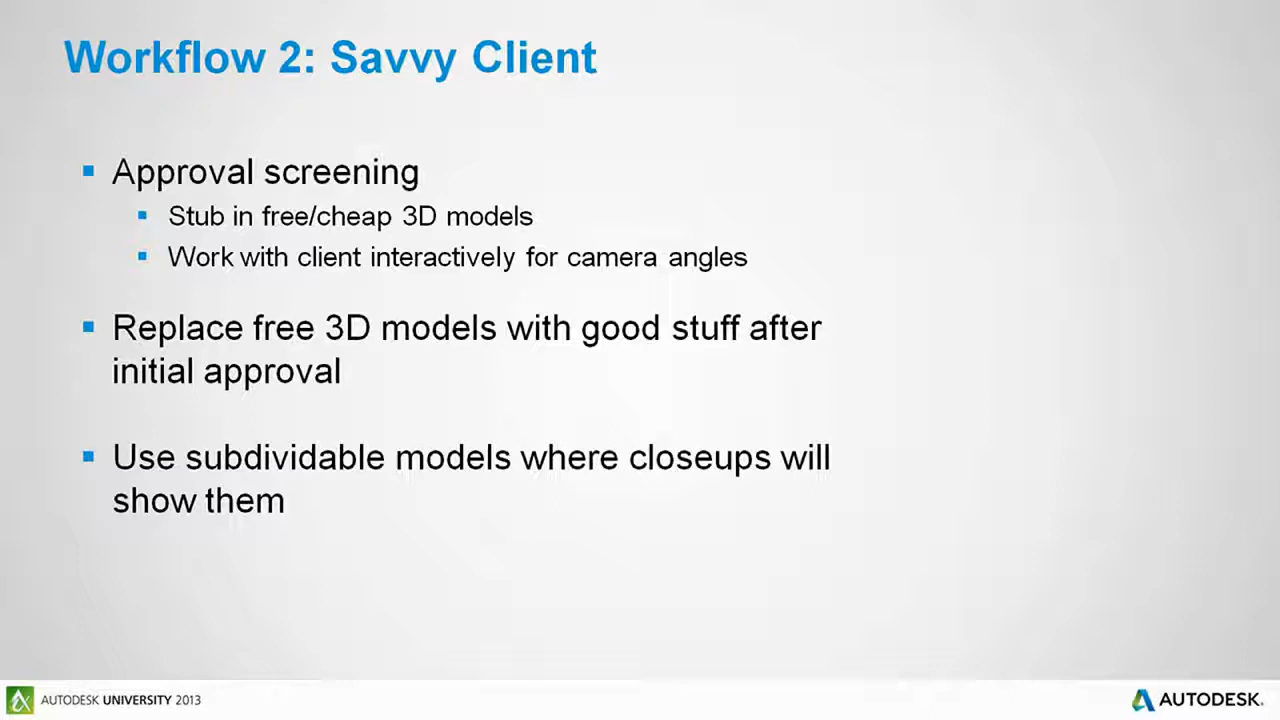 Workflow 2: Savvy Client
Approval screening
Stub in free/cheap 3D models
Work with client interactively for camera angles
Replace free 3D models with good stuff after
initial approval
Use subdividable models where closeups will
show them
AUTODESK UNIVERSITY 2013
AUTODESK.